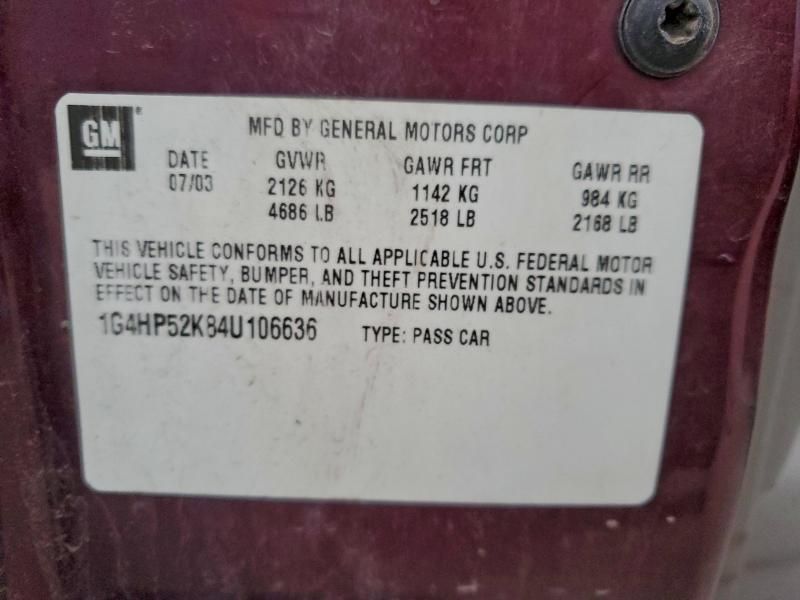 GM
MFD BY GENERAL MOTORS CORP
DATE GVWR GAWR FRT GAWR RR
07/03 2126 KG 1142 KG 984 KG
4686 LB 2518 LB 2168 LB
THIS VEHICLE CONFORMS TO ALL APPLICABLE U.S. FEDERAL MOTOR
VEHICLE SAFETY, BUMPER, AND THEFT PREVENTION STANDARDS IN
EFFECT ON THE DATE OF MANUFACTURE SHOWN ABOVE.
1G4HP52K84U106636 TYPE: PASS CAR